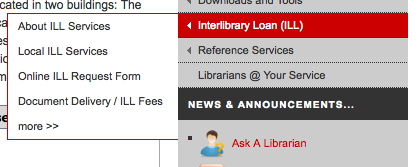 cated in two buildings: The
About ILL Services
Local ILL Services
Online ILL Request Form
Document Delivery / ILL Fees
more >>
Downloads and Tools
Interlibrary Loan (ILL)
Reference Services
Librarians @ Your Service
NEWS & ANNOUNCEMENTS...
Ask A Librarian